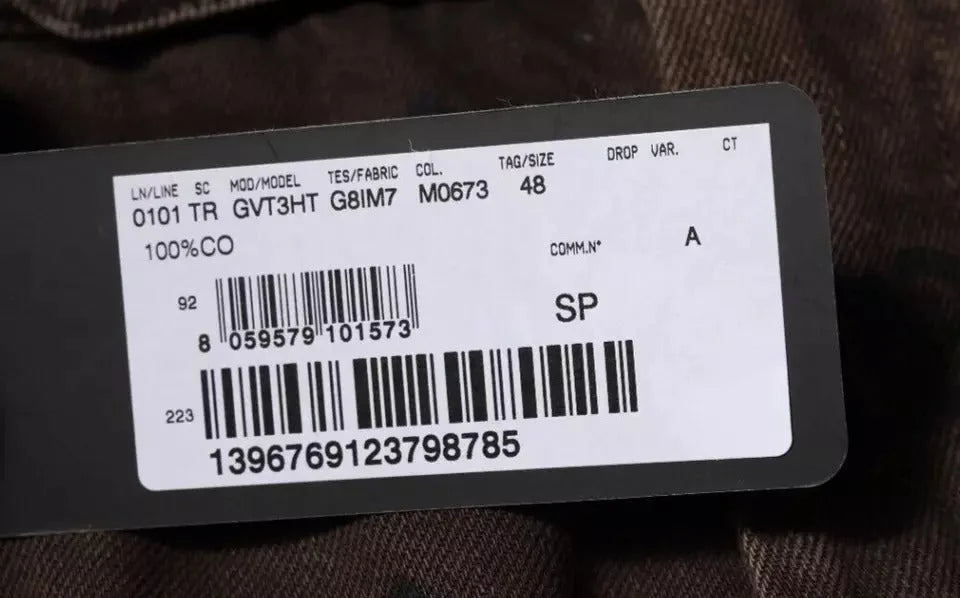 LN/LINE SC MOD/MODEL TES/FABRIC COL. TAG/SIZE DROP VAR. CT
0101 TR GVT3HT G8IM7 M0673 48
100%CO
COMM.N° A
92
SP
8 059579 101573
223
1396769123798785